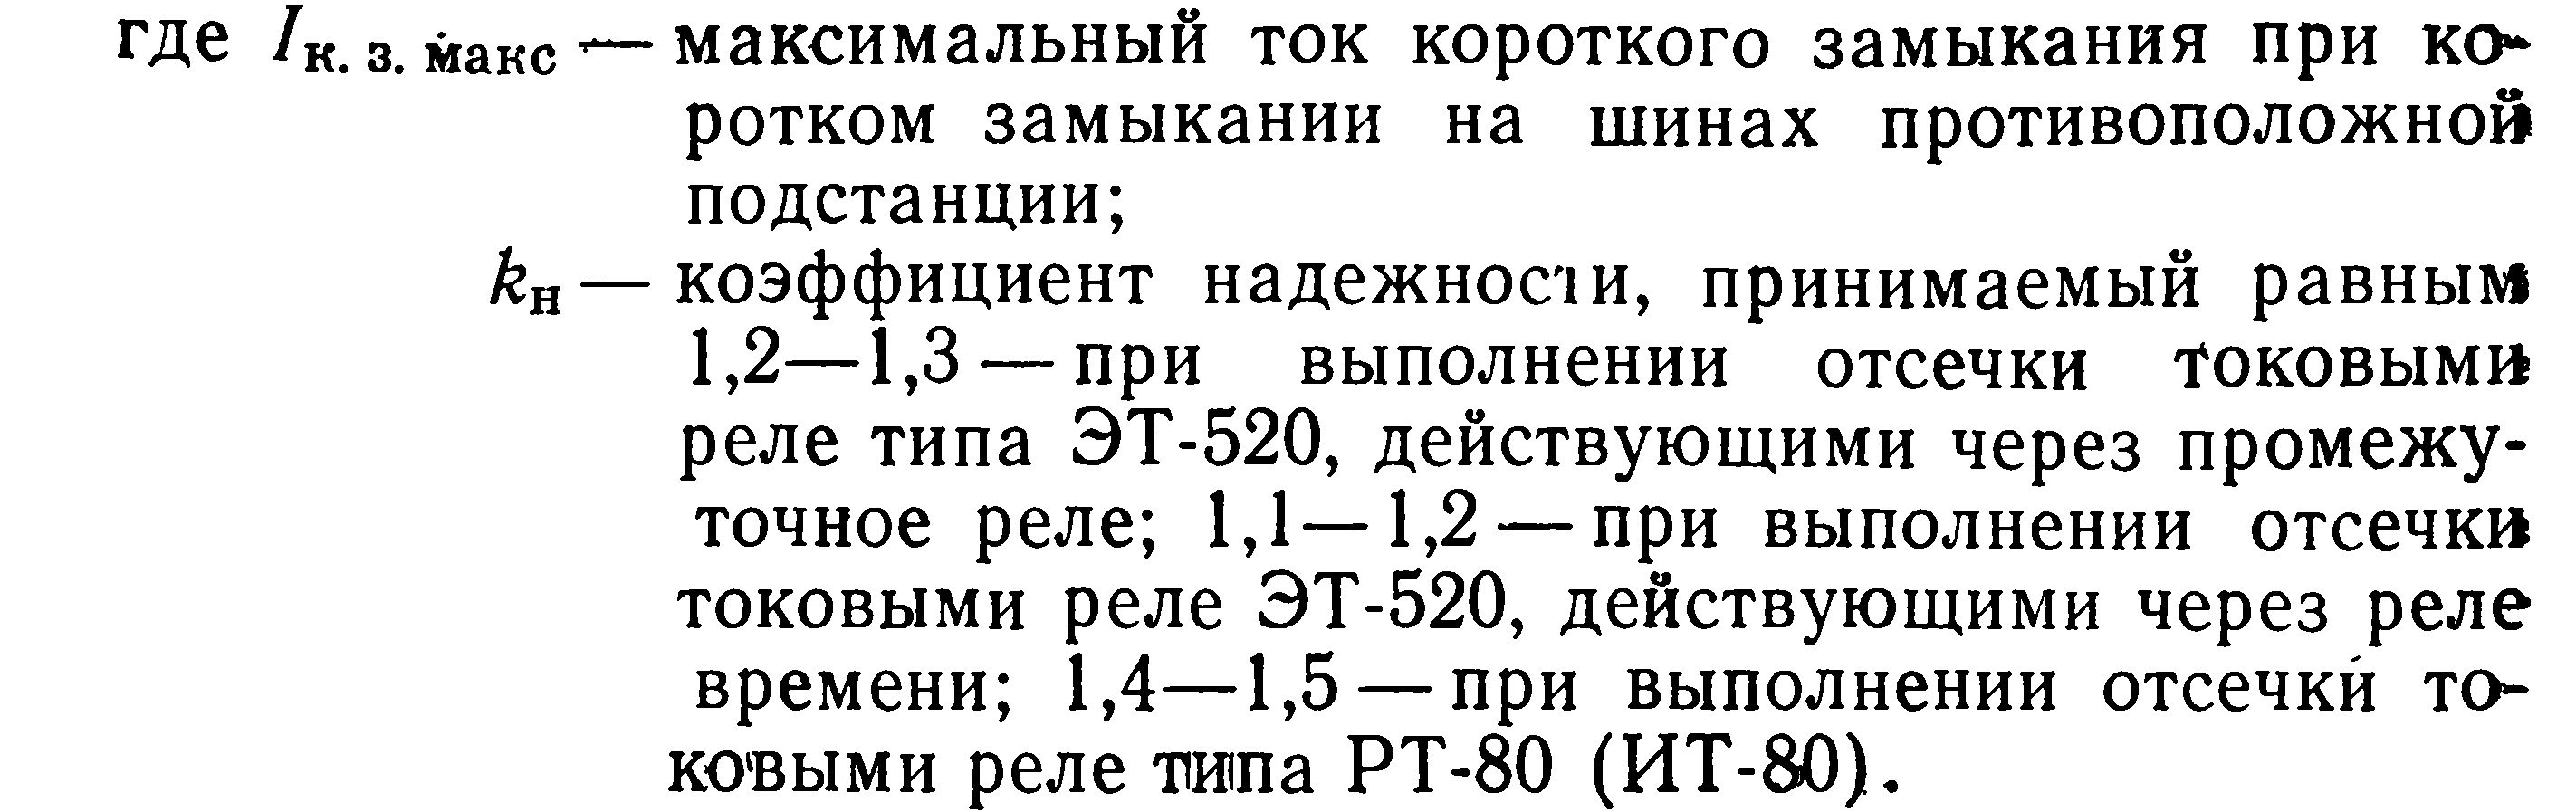 где Iк. з. макс — максимальный ток короткого замыкания при ко-
ротком замыкании на шинах противоположной
подстанции;
kн — коэффициент надежности, принимаемый равным
1,2—1,3 — при выполнении отсечки токовыми
реле типа ЭТ-520, действующими через промежу-
точное реле; 1,1—1,2 — при выполнении отсечки
токовыми реле ЭТ-520, действующими через реле
времени; 1,4—1,5 — при выполнении отсечки то-
ковыми реле типа РТ-80 (ИТ-80).